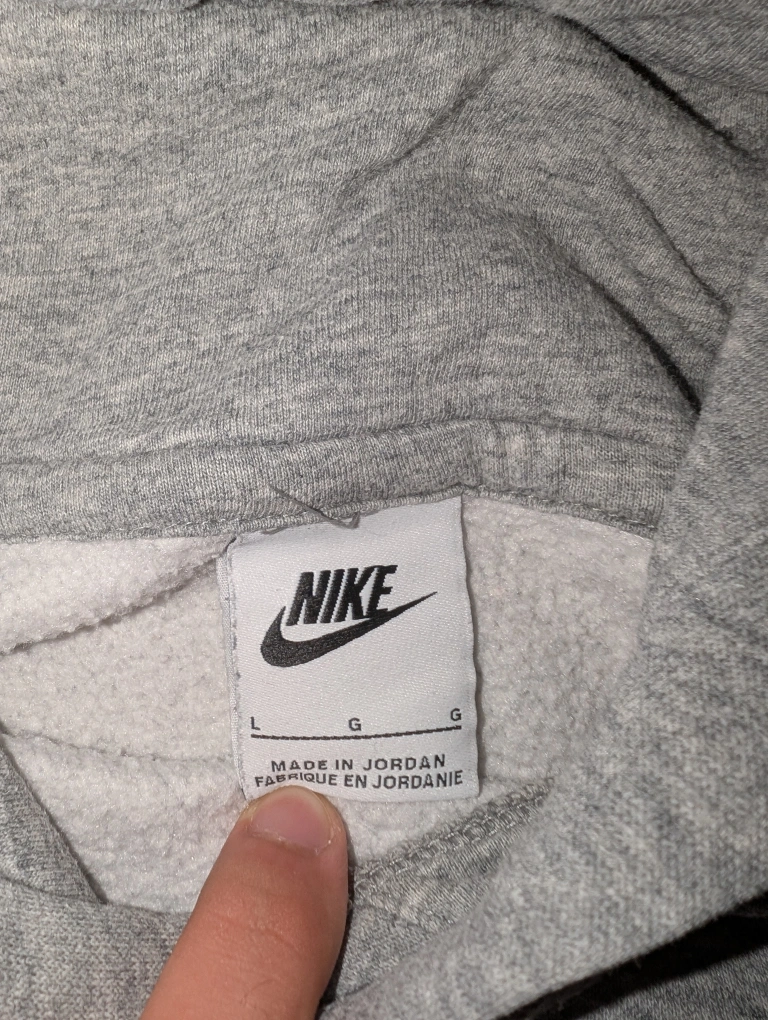 NIKE
L G G
MADE IN JORDAN
FABRIQUE EN JORDANIE